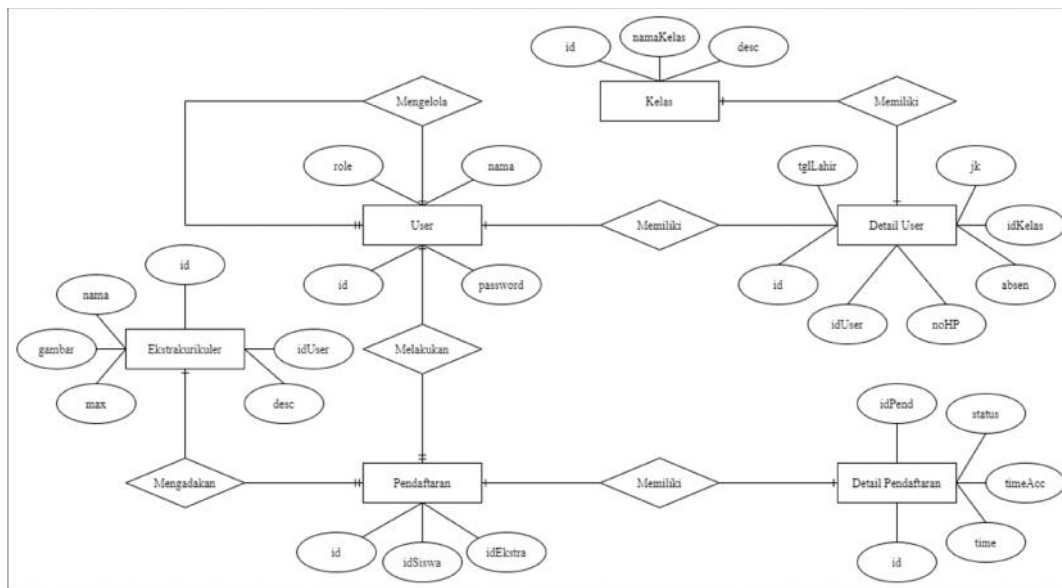 namaKelas
id
desc
Mengelola
Kelas
Memiliki
role
nama
tglLahir
jk
User
Memiliki
Detail User
idKelas
id
id
password
id
absen
nama
idUser
noHP
gambar
Ekstrakurikuler
idUser
Melakukan
max
desc
idPend
status
Mengadakan
Pendaftaran
Memiliki
Detail Pendaftaran
timeAcc
id
idSiswa
idEkstra
id
time